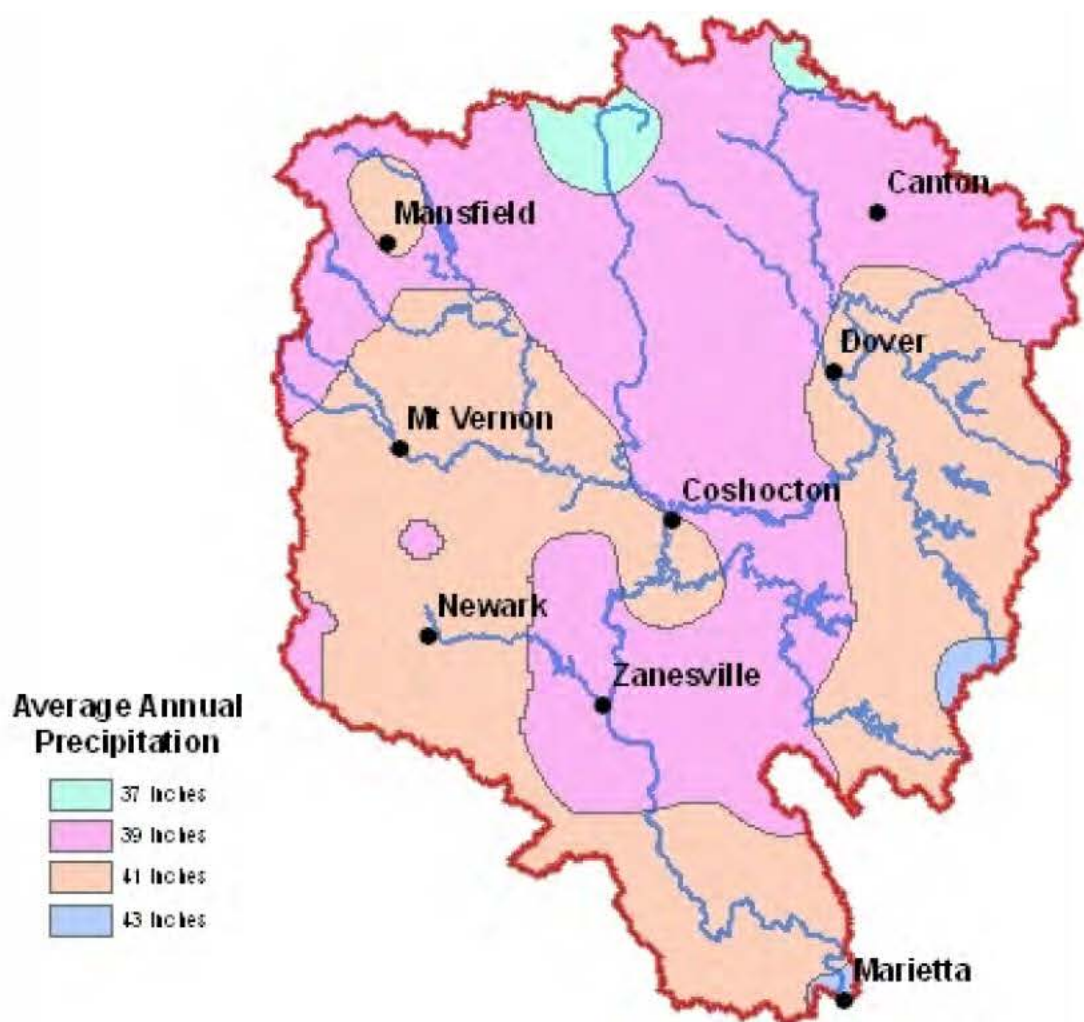 Canton
Mansfield
Dover
Mt Vernon
Coshocton
Newark
Zanesville
Average Annual
Precipitation
37 Inches
39 Inches
41 Inches
43 Inches
Marietta